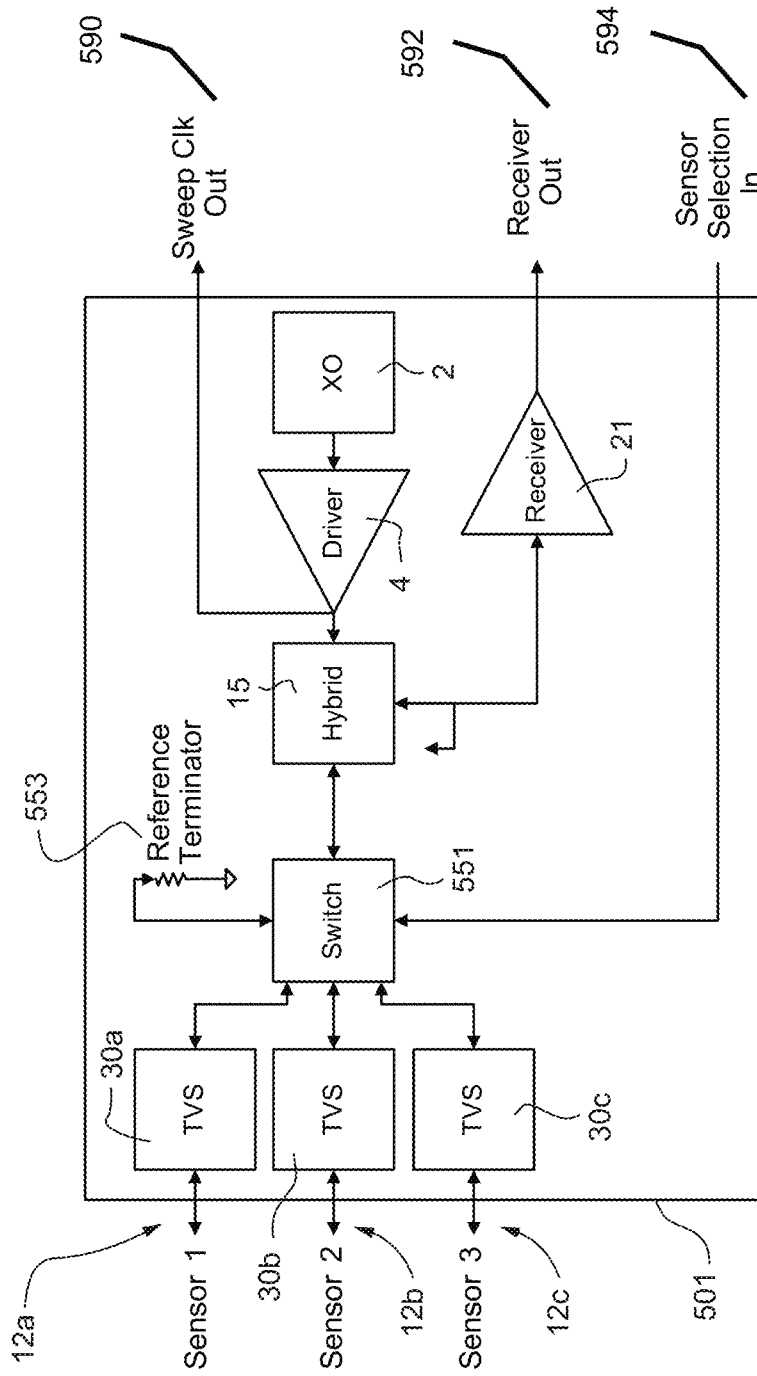 12a
Sensor 1
30b
Sensor 2
12b
Sensor 3
12c
501
30a
TVS
TVS
TVS
30c
553
Reference
Terminator
Switch
551
15
Hybrid
Driver
4
XO
2
Receiver
21
Sweep Clk
Out
590
Receiver
Out
592
Sensor
Selection
In
594